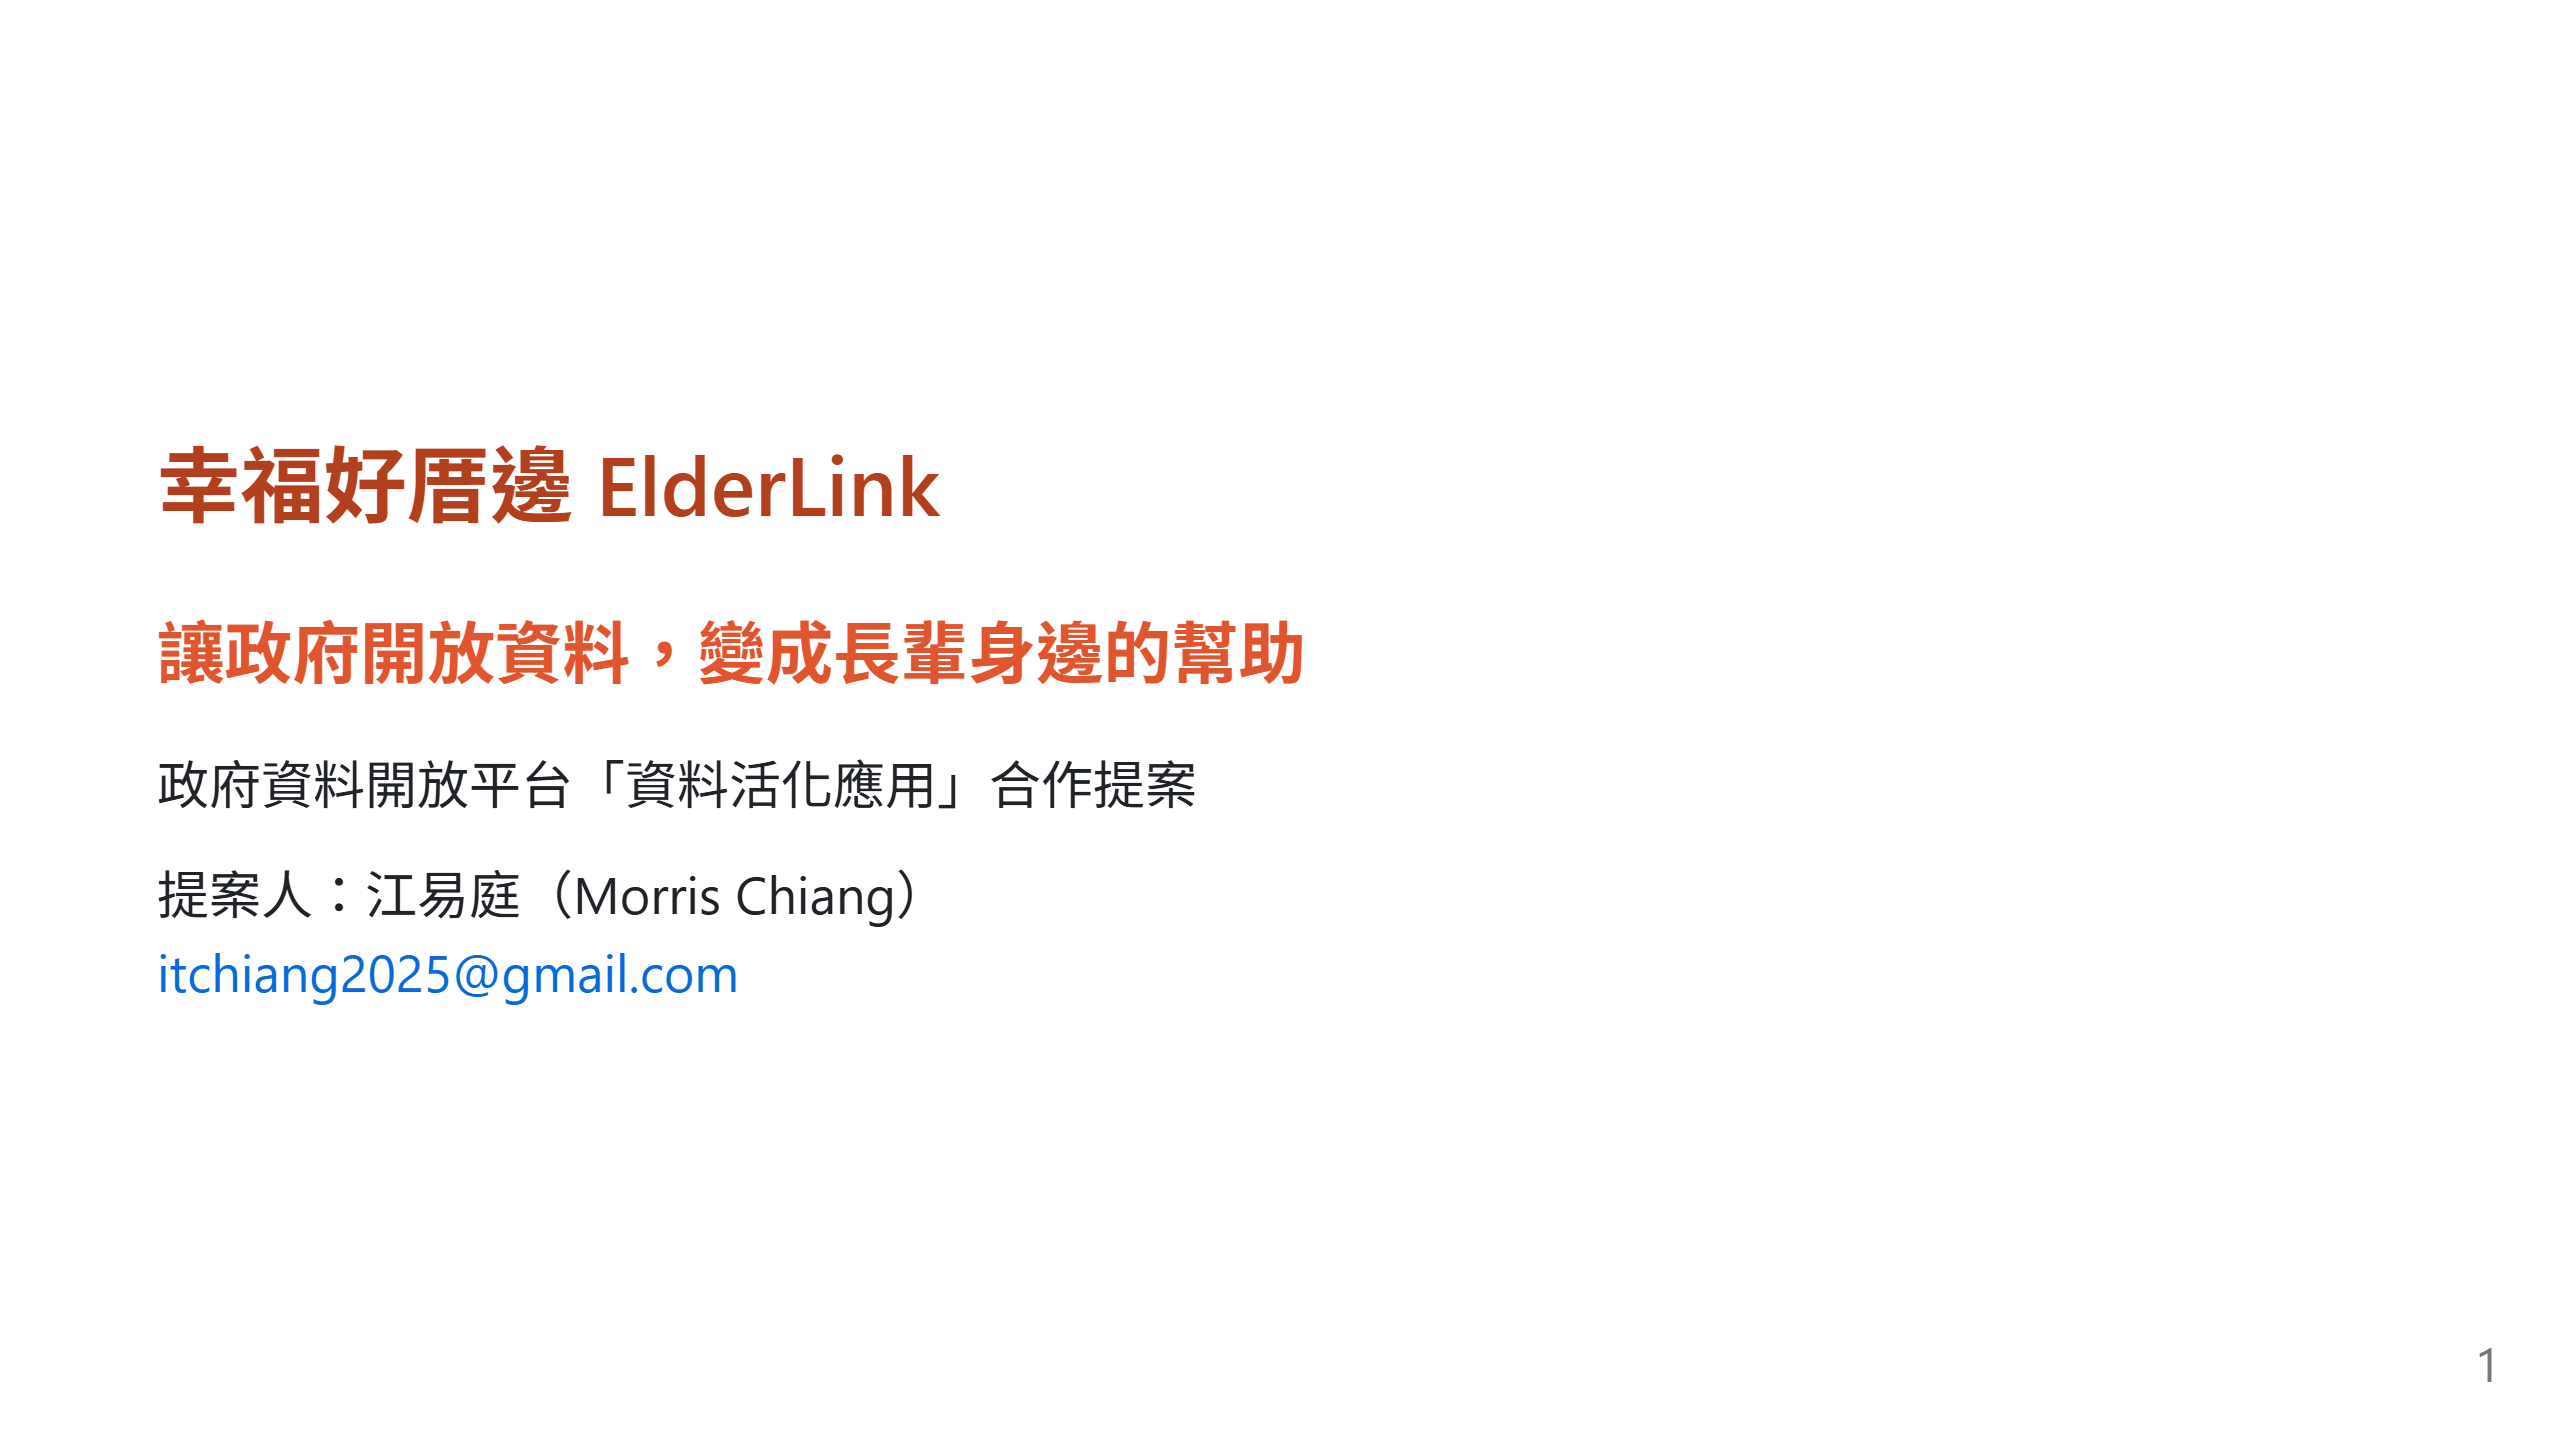 幸福好厝邊 ElderLink
讓政府開放資料，變成長輩身邊的幫助
政府資料開放平台「資料活化應用」合作提案
提案人：江易庭（Morris Chiang）
itchiang2025@gmail.com
1